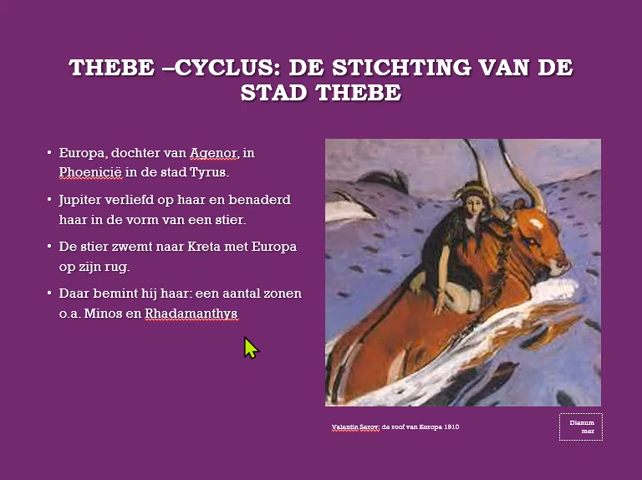 THEBE –CYCLUS: DE STICHTING VAN DE
STAD THEBE
• Europa, dochter van Agenor, in
Phoenicië in de stad Tyrus.
• Jupiter verliefd op haar en benaderd
haar in de vorm van een stier.
• De stier zwemt naar Kreta met Europa
op zijn rug.
• Daar bemint hij haar: een aantal zonen
o.a. Minos en Rhadamanthys
Valentin Serov: de roof van Europa 1910
Dianum
mer